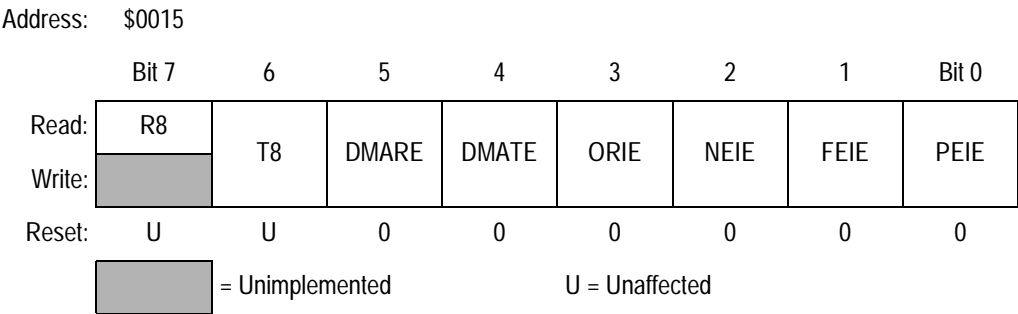 Address: $0015
Bit 7 6 5 4 3 2 1 Bit 0
Read: R8 T8 DMARE DMATE ORIE NEIE FEIE PEIE
Write:
Reset: U U 0 0 0 0 0 0
= Unimplemented U = Unaffected